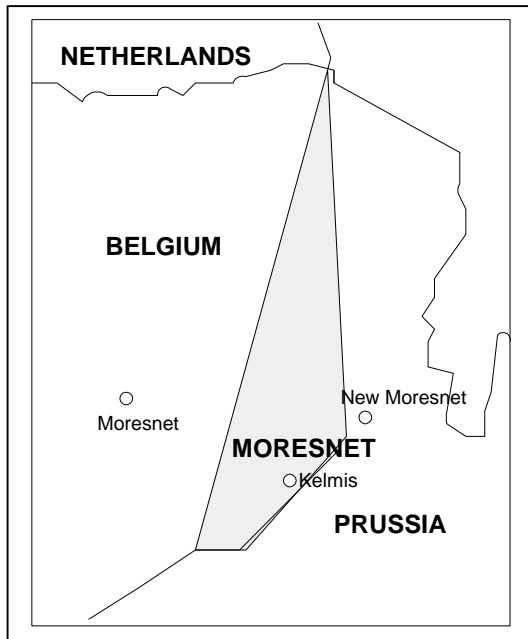 NETHERLANDS
BELGIUM
New Moresnet
Moresnet
MORESNET
Kelmis
PRUSSIA